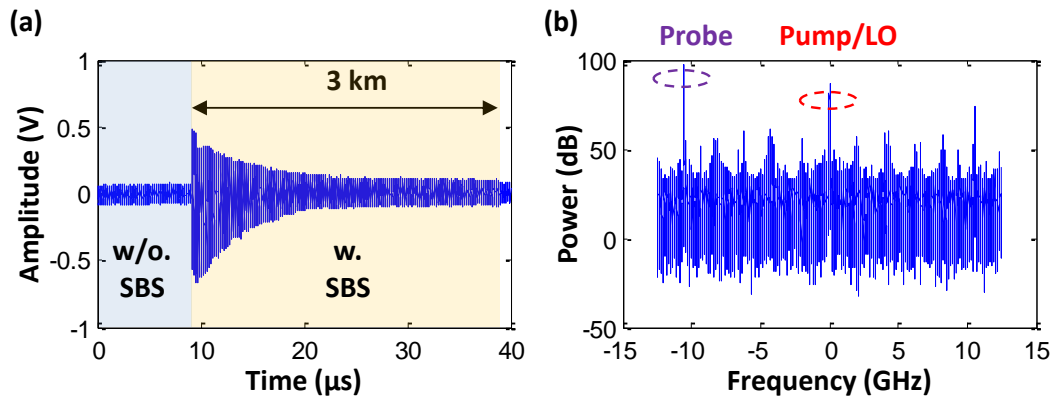 (a)
3 km
w/o.
SBS
w.
SBS
Amplitude (V)
1
0.5
0
-0.5
-1
0 10 20 30 40
Time (µs)
(b)
Probe Pump/LO
Power (dB)
100
50
0
-50
-15 -10 -5 0 5 10 15
Frequency (GHz)